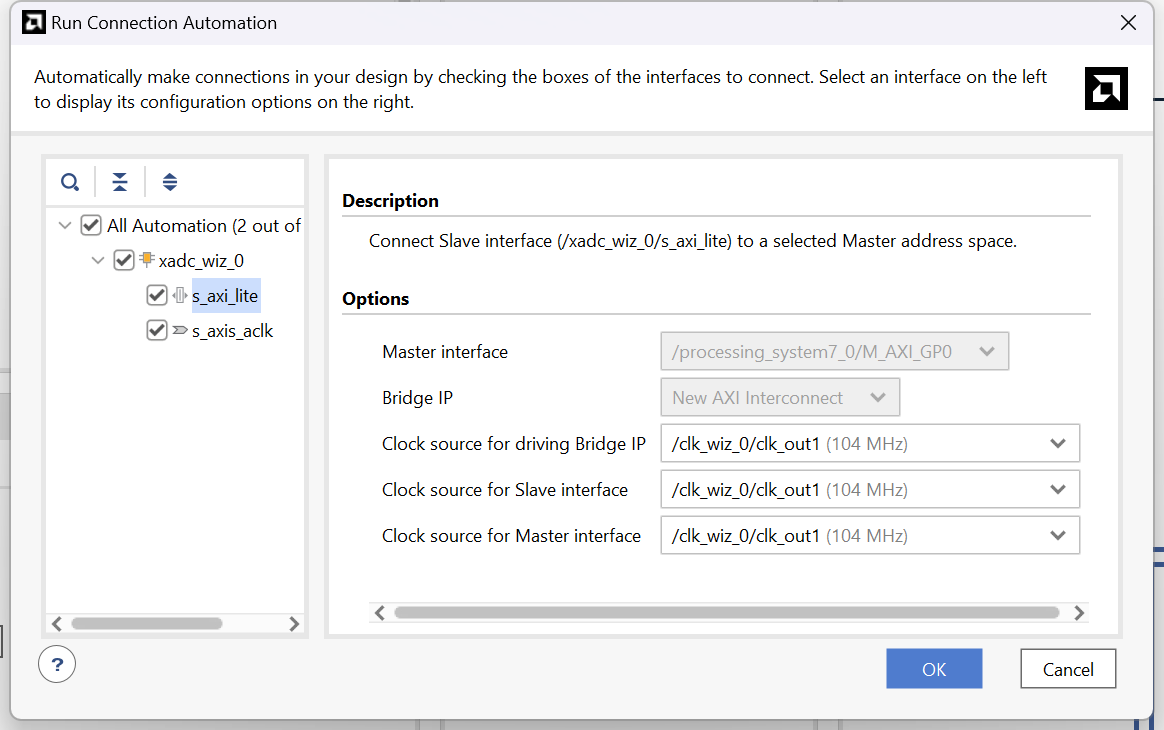 Run Connection Automation
Automatically make connections in your design by checking the boxes of the interfaces to connect. Select an interface on the left
to display its configuration options on the right.
All Automation (2 out of
xadc_wiz_0
s_axi_lite
s_axis_aclk
Description
Connect Slave interface (/xadc_wiz_0/s_axi_lite) to a selected Master address space.
Options
Master interface /processing_system7_0/M_AXI_GP0
Bridge IP New AXI Interconnect
Clock source for driving Bridge IP /clk_wiz_0/clk_out1 (104 MHz)
Clock source for Slave interface /clk_wiz_0/clk_out1 (104 MHz)
Clock source for Master interface /clk_wiz_0/clk_out1 (104 MHz)
?
OK Cancel